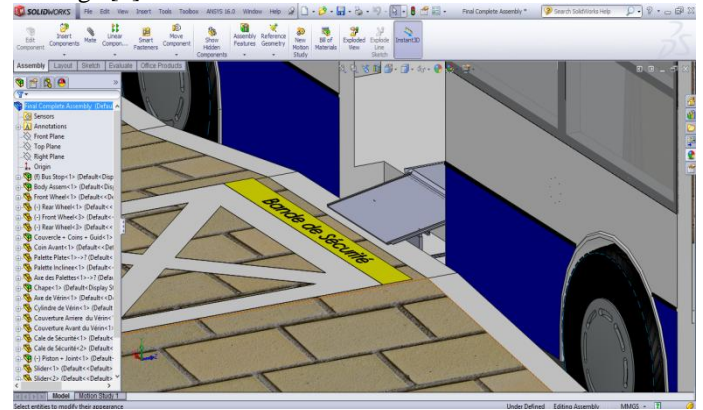 SOLIDWORKS File Edit View Insert Tools Toolbox ANSYS 16.0 Window Help Final Complete Assembly * Search SolidWorks Help
Edit Component
Insert Components
Mate
Linear Compon...
Smart Fasteners
Move Component
Show Hidden Components
Assembly Features
Reference Geometry
New Motion Study
Bill of Materials
Exploded View
Explode Line Sketch
Instant3D
Assembly Layout Sketch Evaluate Office Products
Final Complete Assembly (Defau
Sensors
Annotations
Front Plane
Top Plane
Right Plane
Origin
(f) Bus Stop<1> (Default<Disp
Body Assem<1> (Default<Dis
Front Wheel<1> (Default<<De
(-) Rear Wheel<1> (Default<<
(-) Front Wheel<3> (Default<
(-) Rear Wheel<3> (Default<<
Couvercle + Coins + Guid<1>
Coin Avant<1> (Default<<Def
Palette Plate<1>->? (Default<
Palette Inclinee<1> (Default<
Axe des Palettes<1>->? (Defau
Chape<1> (Default<Display St
Axe de Vérin<1> (Default<<D
Cylindre de Vérin<1> (Default
Couverture Arriere du Vérin<
Couverture Avant du Vérin<1>
Cale de Sécurité<1> (Default<
Cale de Sécurité<2> (Default<
(-) Piston + Joint<1> (Default<
Slider<1> (Default<<Default>
Slider<2> (Default<<Default>
Bande de Sécurité
Model Motion Study 1
Select entities to modify their appearance Under Defined Editing Assembly MMGS